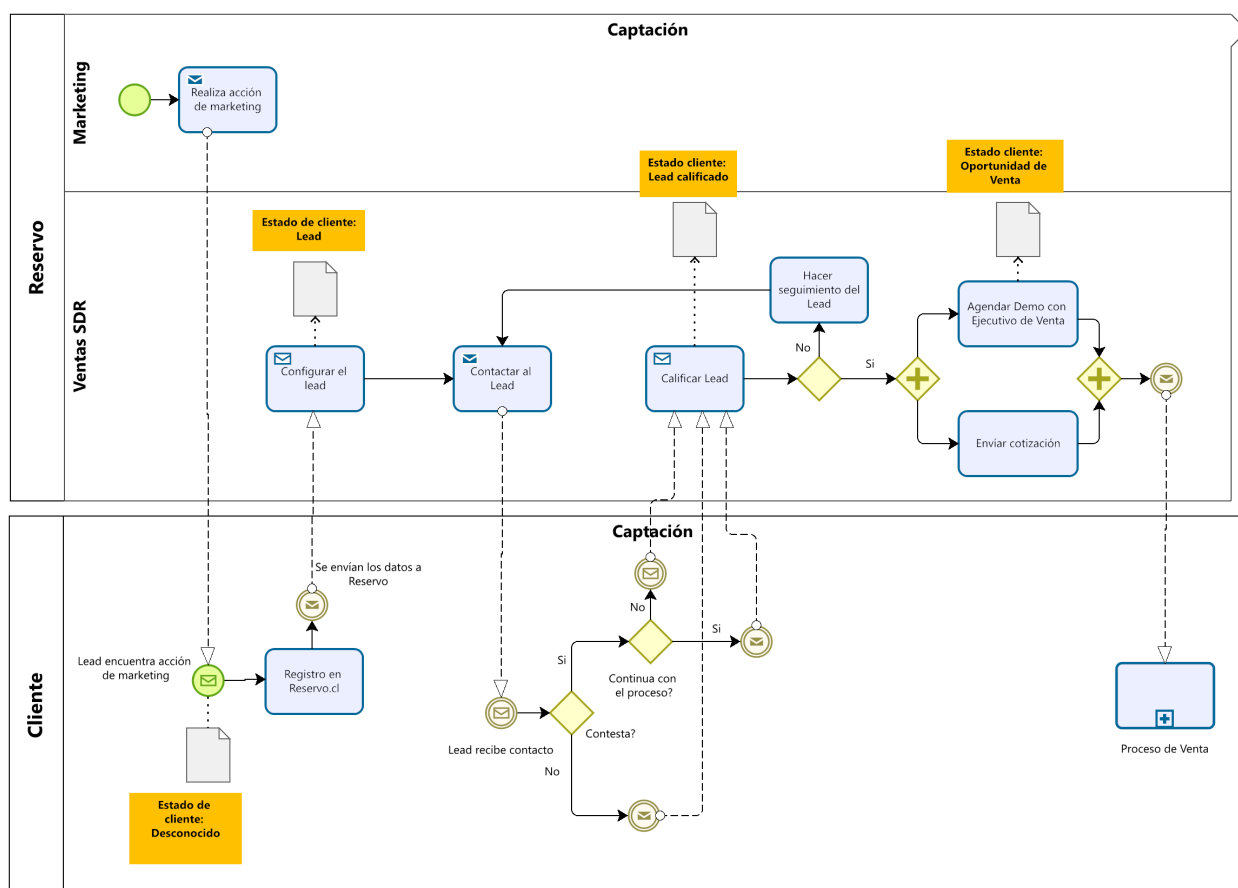 Captación
Reservo
Marketing
Realiza acción
de marketing
Estado cliente:
Lead calificado
Estado cliente:
Oportunidad de
Venta
Ventas SDR
Estado de cliente:
Lead
Hacer
seguimiento del
Lead
Agendar Demo con
Ejecutivo de Venta
Configurar el
lead
Contactar al
Lead
Calificar Lead
No
Si
Envíar cotización
Captación
Cliente
Se envían los datos a
Reservo
No
Si
Lead encuentra acción
de marketing
Registro en
Reservo.cl
Si
Continua con
el proceso?
Contesta?
Lead recibe contacto
No
Proceso de Venta
Estado de
cliente:
Desconocido